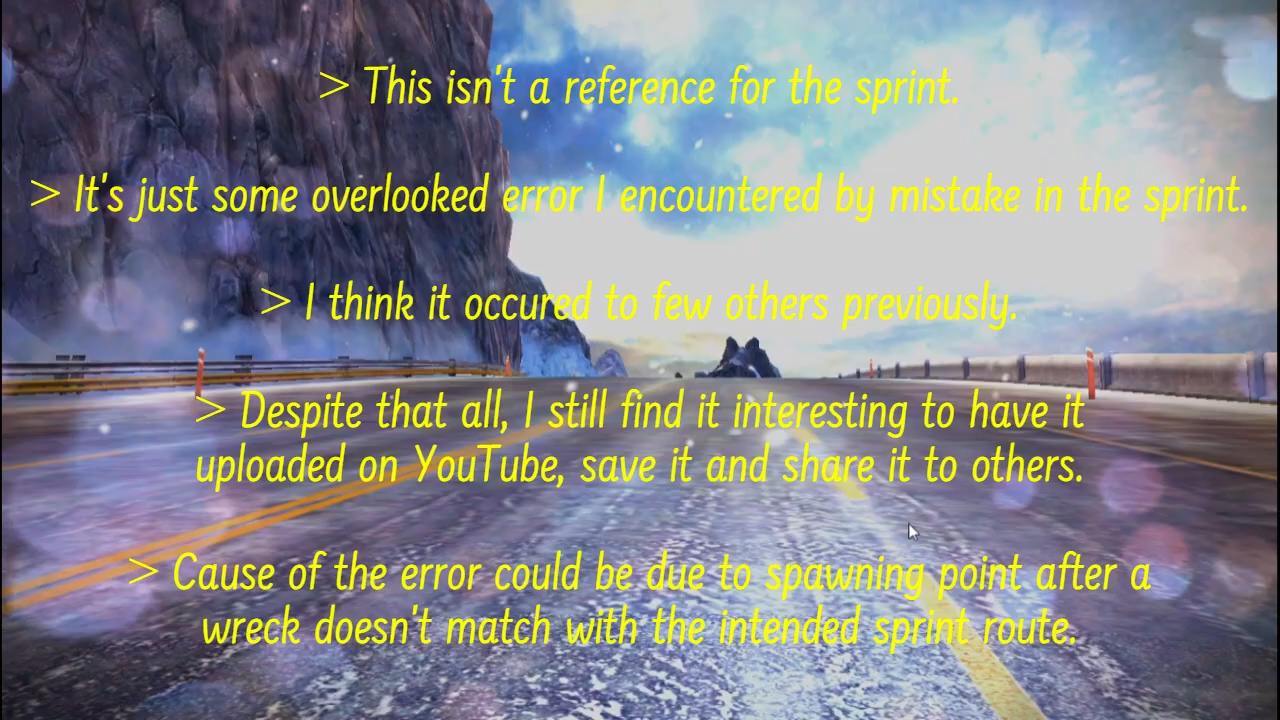 > This isn't a reference for the sprint.
> It's just some overlooked error I encountered by mistake in the sprint.
> I think it occured to few others previously.
> Despite that all, I still find it interesting to have it
uploaded on YouTube, save it and share it to others.
> Cause of the error could be due to spawning point after a
wreck doesn't match with the intended sprint route.